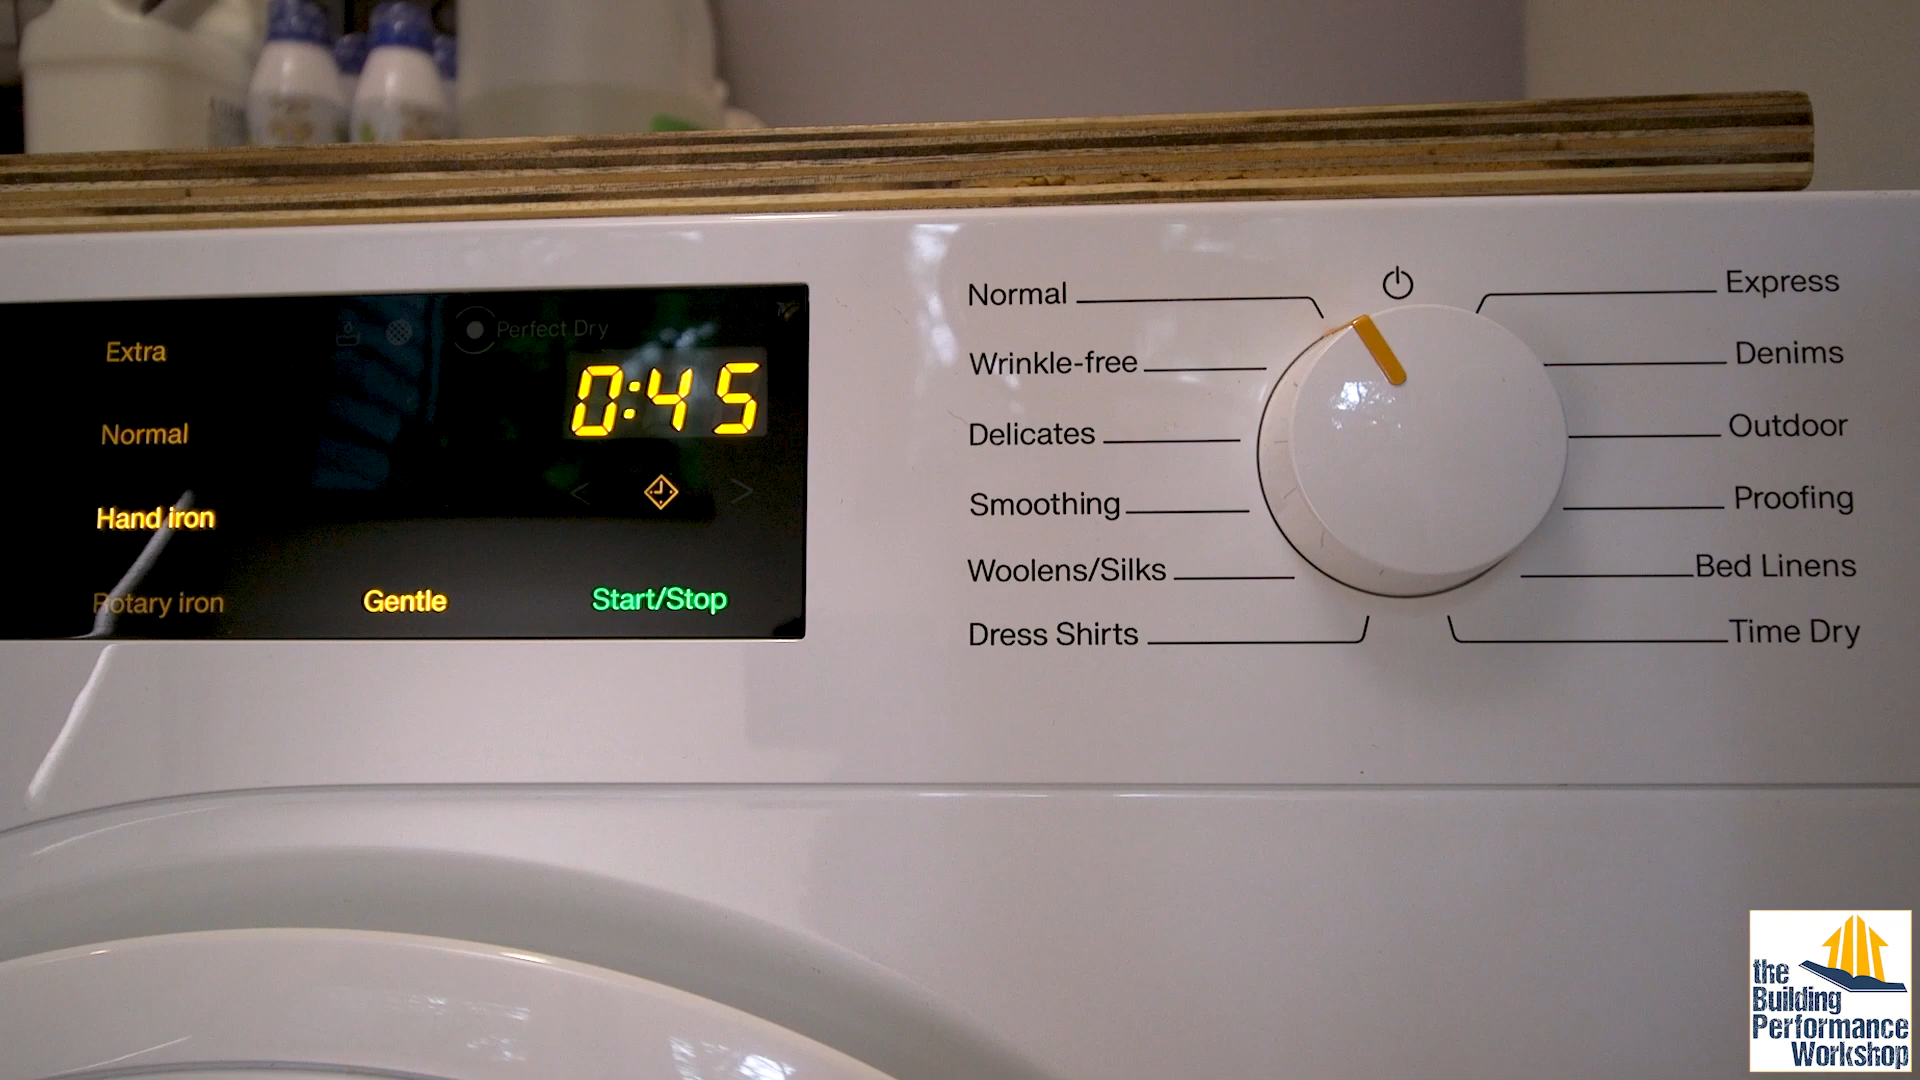 Extra
Normal
Hand iron
Rotary iron
Perfect Dry
0:45
Gentle
Start/Stop
Normal
Wrinkle-free
Delicates
Smoothing
Woolens/Silks
Dress Shirts
Express
Denims
Outdoor
Proofing
Bed Linens
Time Dry
the
Building
Performance
Workshop